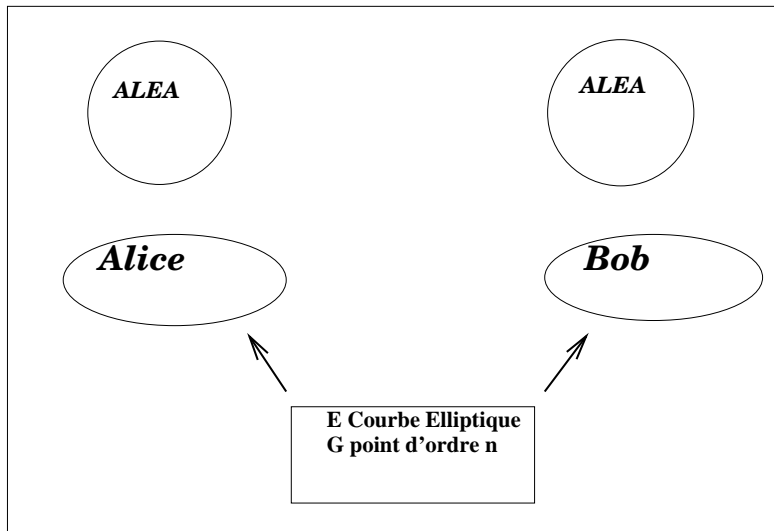 ALEA
ALEA
Alice
Bob
E Courbe Elliptique
G point d'ordre n